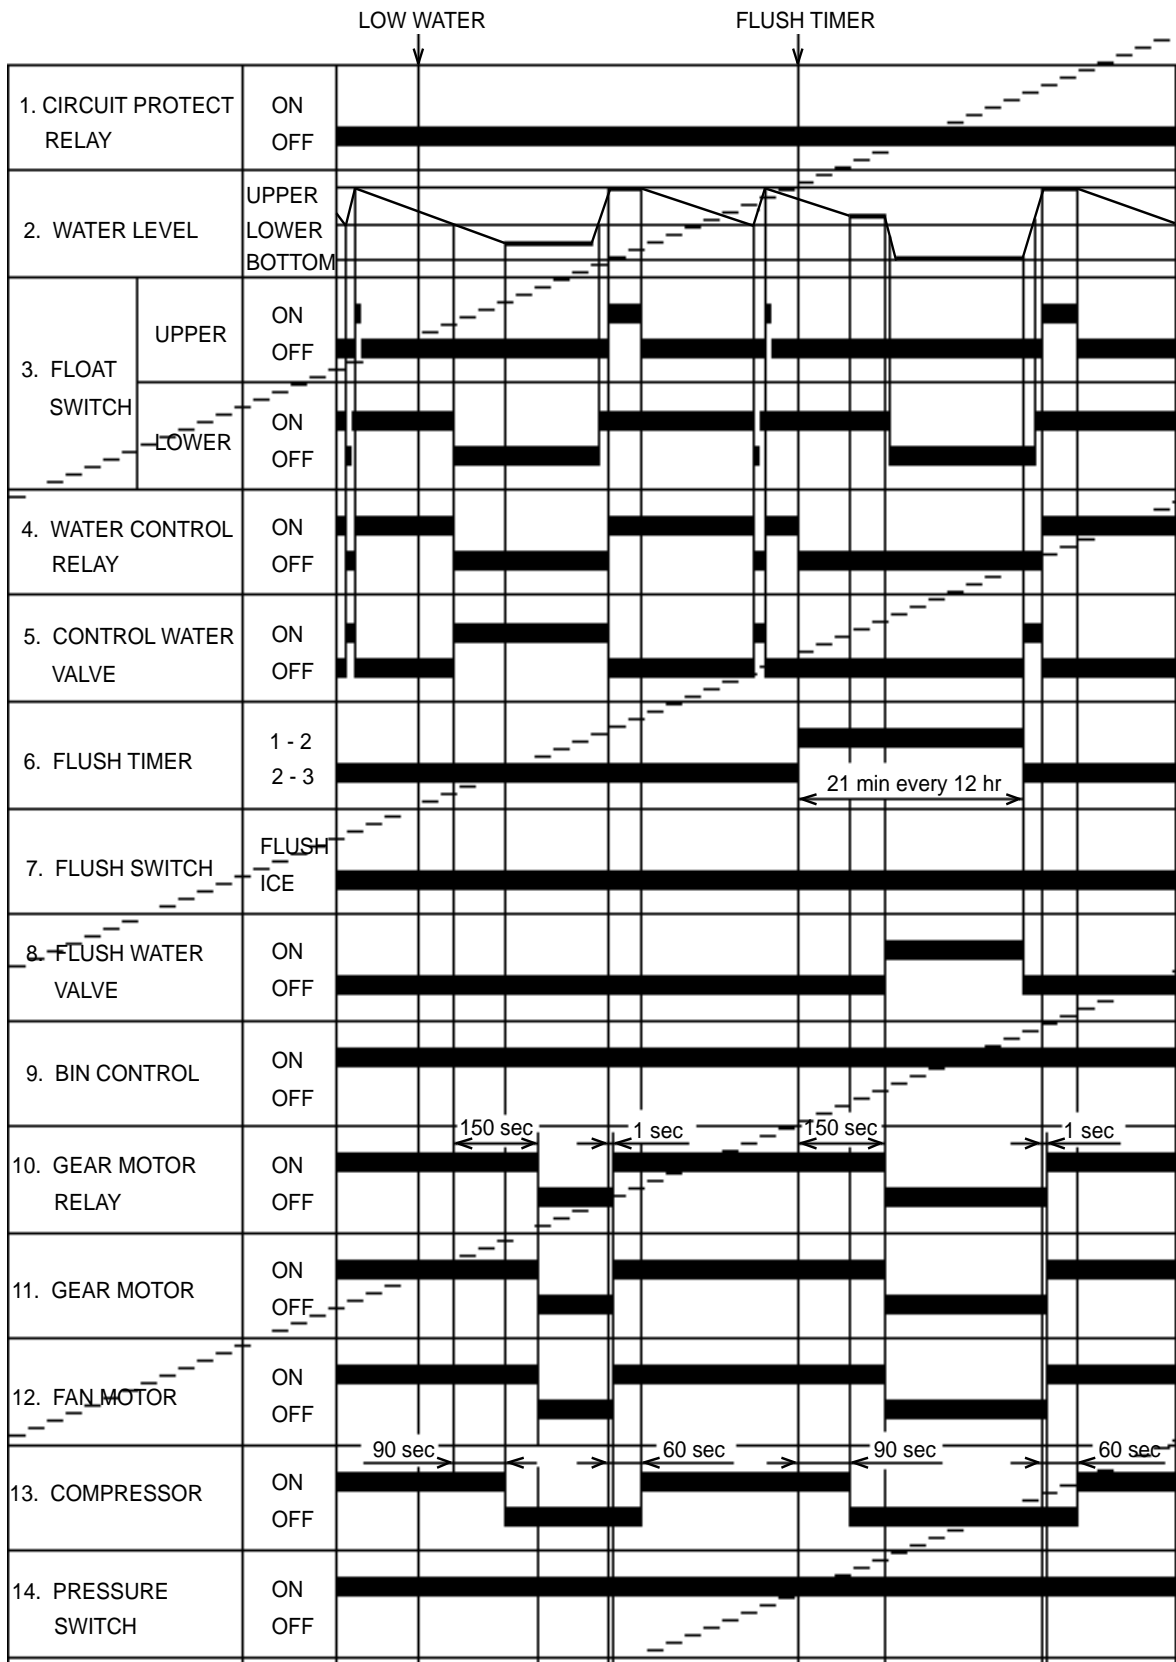 LOW WATER
FLUSH TIMER
1. CIRCUIT PROTECT
RELAY
ON
OFF
2. WATER LEVEL
UPPER
LOWER
BOTTOM
3. FLOAT
SWITCH
UPPER
ON
OFF
LOWER
ON
OFF
4. WATER CONTROL
RELAY
ON
OFF
5. CONTROL WATER
VALVE
ON
OFF
6. FLUSH TIMER
1 - 2
2 - 3
21 min every 12 hr
7. FLUSH SWITCH
FLUSH
ICE
8. FLUSH WATER
VALVE
ON
OFF
9. BIN CONTROL
ON
OFF
150 sec
1 sec
150 sec
1 sec
10. GEAR MOTOR
RELAY
ON
OFF
11. GEAR MOTOR
ON
OFF
12. FAN MOTOR
ON
OFF
90 sec
60 sec
90 sec
60 sec
13. COMPRESSOR
ON
OFF
14. PRESSURE
SWITCH
ON
OFF